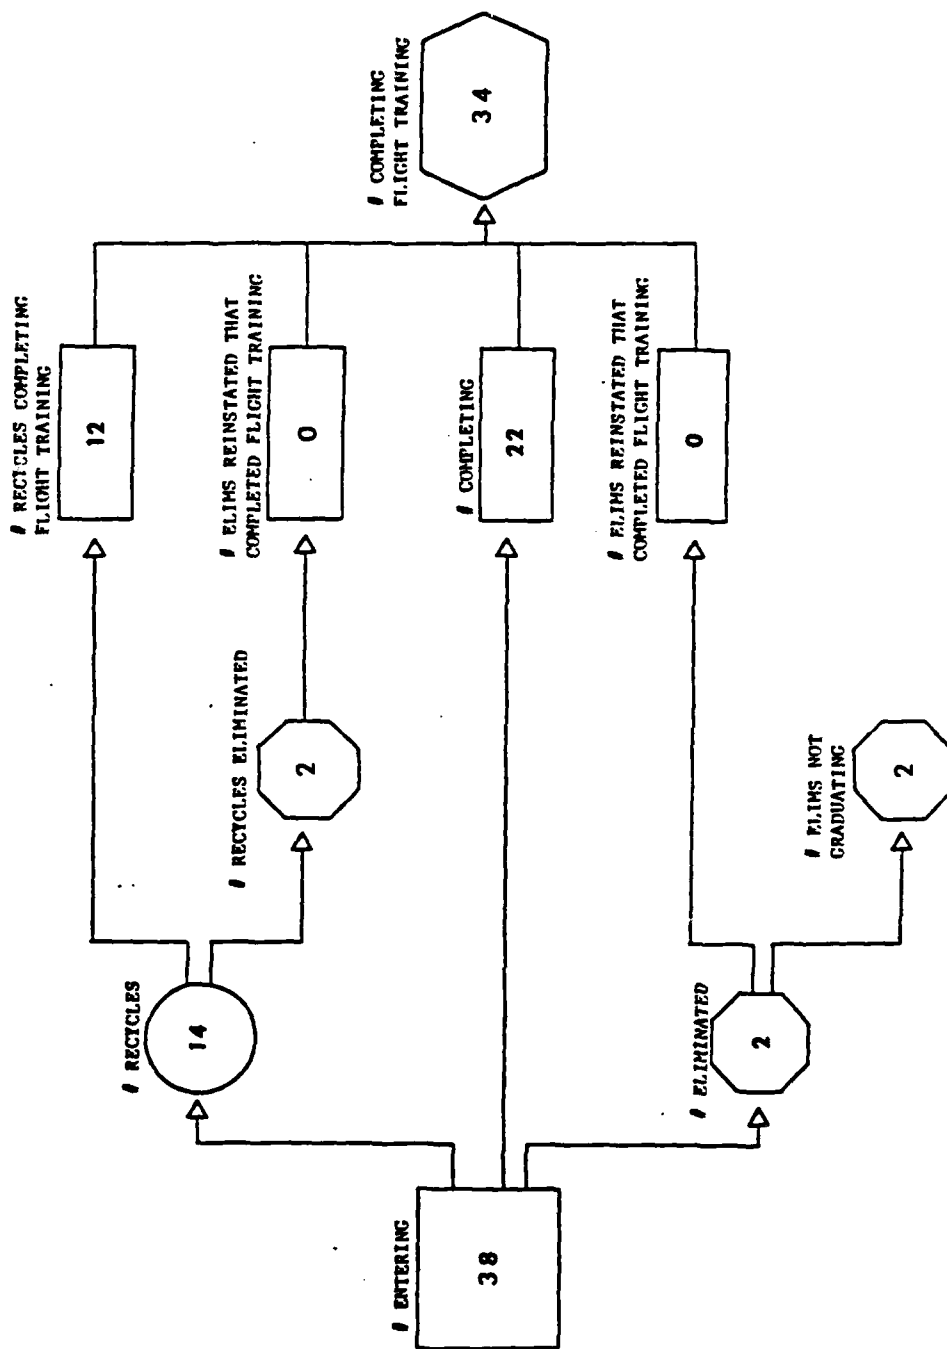 # ENTERING
38
# RECYCLES
14
# ELIMINATED
2
# RECYCLES ELIMINATED
2
# ELIMS NOT
GRADUATING
2
# RECYCLES COMPLETING
FLIGHT TRAINING
12
# ELIMS REINSTATED THAT
COMPLETED FLIGHT TRAINING
0
# COMPLETING
22
# ELIMS REINSTATED THAT
COMPLETED FLIGHT TRAINING
0
# COMPLETING
FLIGHT TRAINING
34